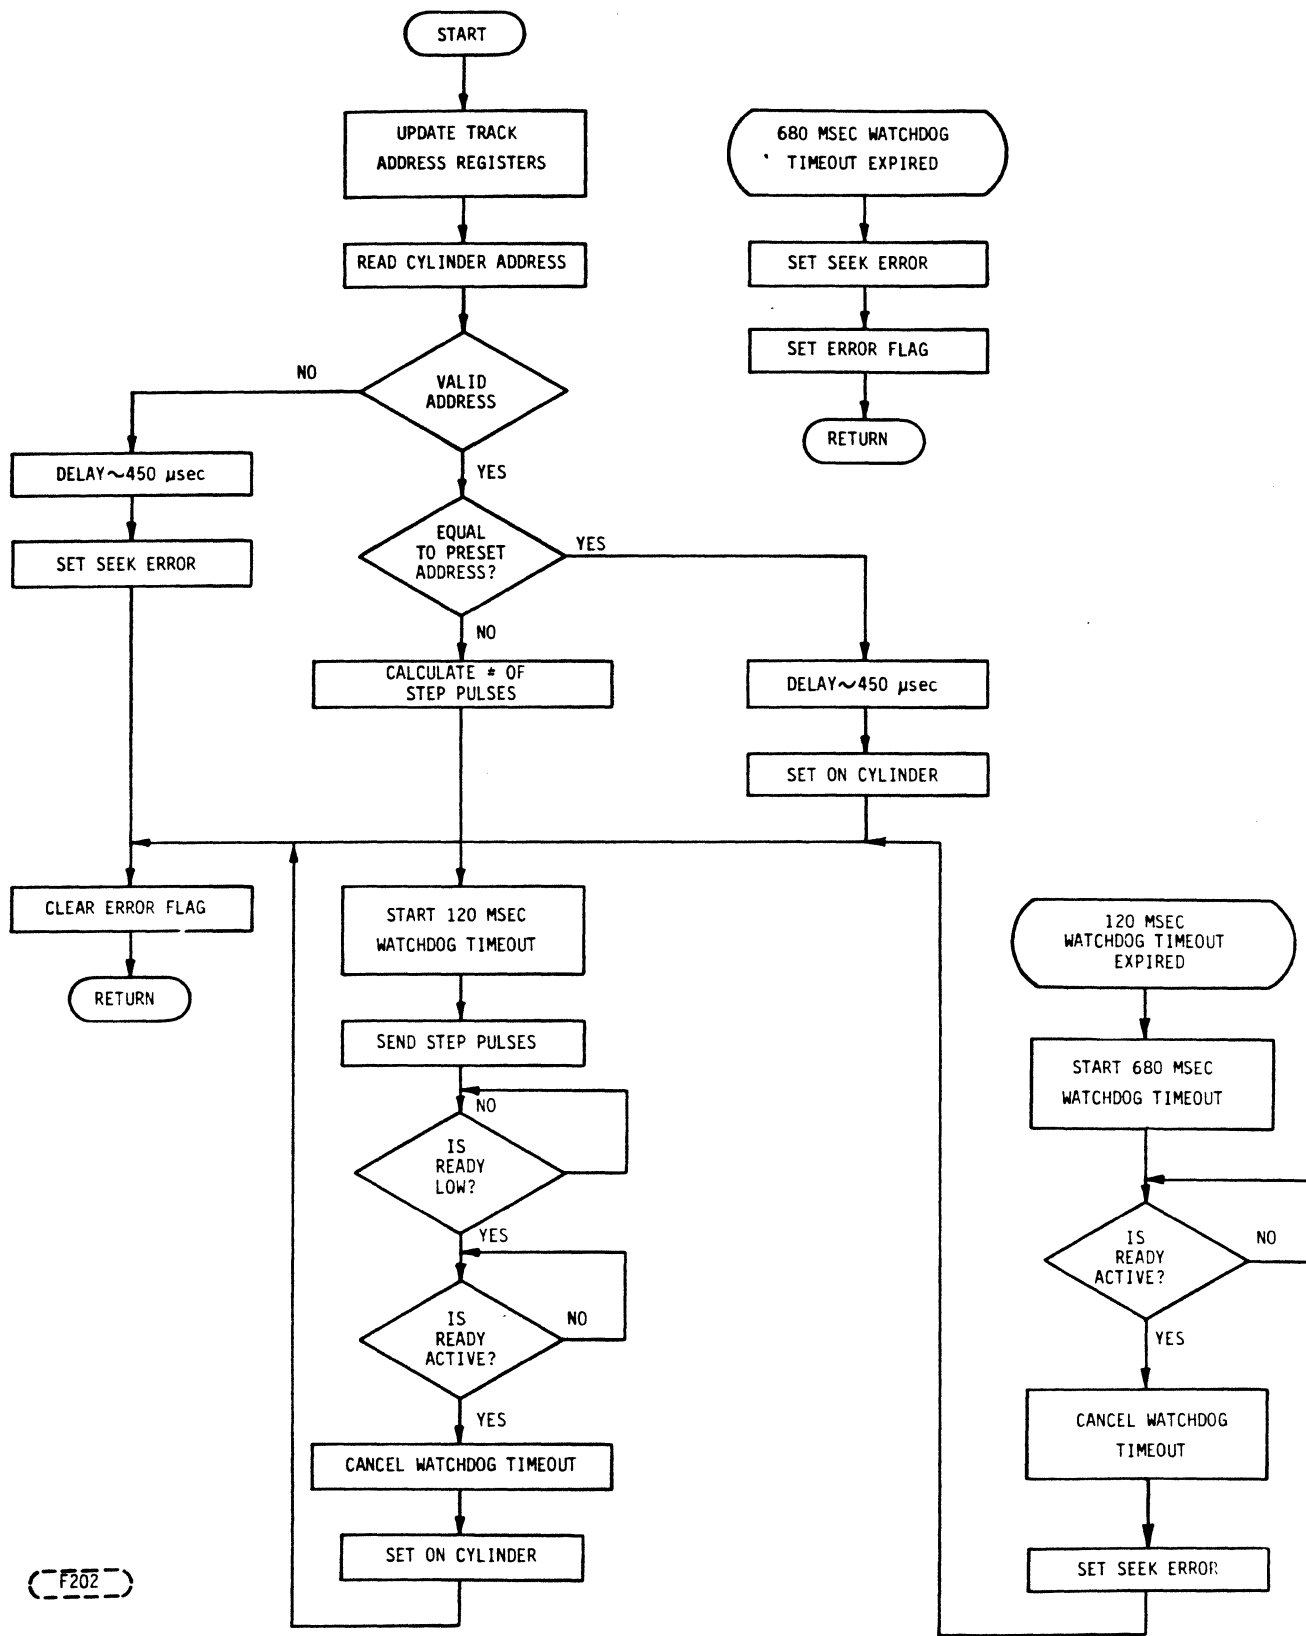 START
UPDATE TRACK
ADDRESS REGISTERS
READ CYLINDER ADDRESS
VALID
ADDRESS
NO
YES
DELAY~450 µsec
SET SEEK ERROR
EQUAL
TO PRESET
ADDRESS?
YES
NO
CALCULATE # OF
STEP PULSES
DELAY~450 µsec
SET ON CYLINDER
CLEAR ERROR FLAG
RETURN
START 120 MSEC
WATCHDOG TIMEOUT
SEND STEP PULSES
NO
IS
READY
LOW?
YES
IS
READY
ACTIVE?
NO
YES
CANCEL WATCHDOG TIMEOUT
SET ON CYLINDER
680 MSEC WATCHDOG
TIMEOUT EXPIRED
SET SEEK ERROR
SET ERROR FLAG
RETURN
120 MSEC
WATCHDOG TIMEOUT
EXPIRED
START 680 MSEC
WATCHDOG TIMEOUT
IS
READY
ACTIVE?
NO
YES
CANCEL WATCHDOG
TIMEOUT
SET SEEK ERROR
F202